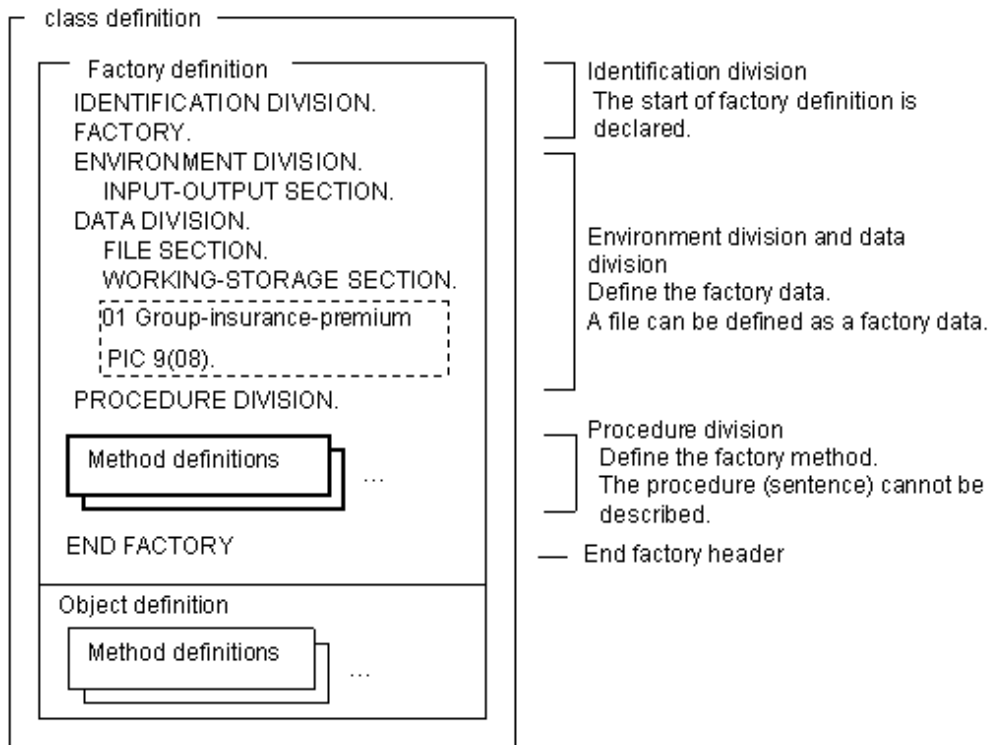 class definition
Factory definition
IDENTIFICATION DIVISION.
FACTORY.
ENVIRONMENT DIVISION.
INPUT-OUTPUT SECTION.
DATA DIVISION.
FILE SECTION.
WORKING-STORAGE SECTION.
01 Group-insurance-premium
PIC 9(08).
PROCEDURE DIVISION.
Method definitions
...
END FACTORY
Object definition
Method definitions
...
Identification division
The start of factory definition is
declared.
Environment division and data
division
Define the factory data.
A file can be defined as a factory data.
Procedure division
Define the factory method.
The procedure (sentence) cannot be
described.
End factory header